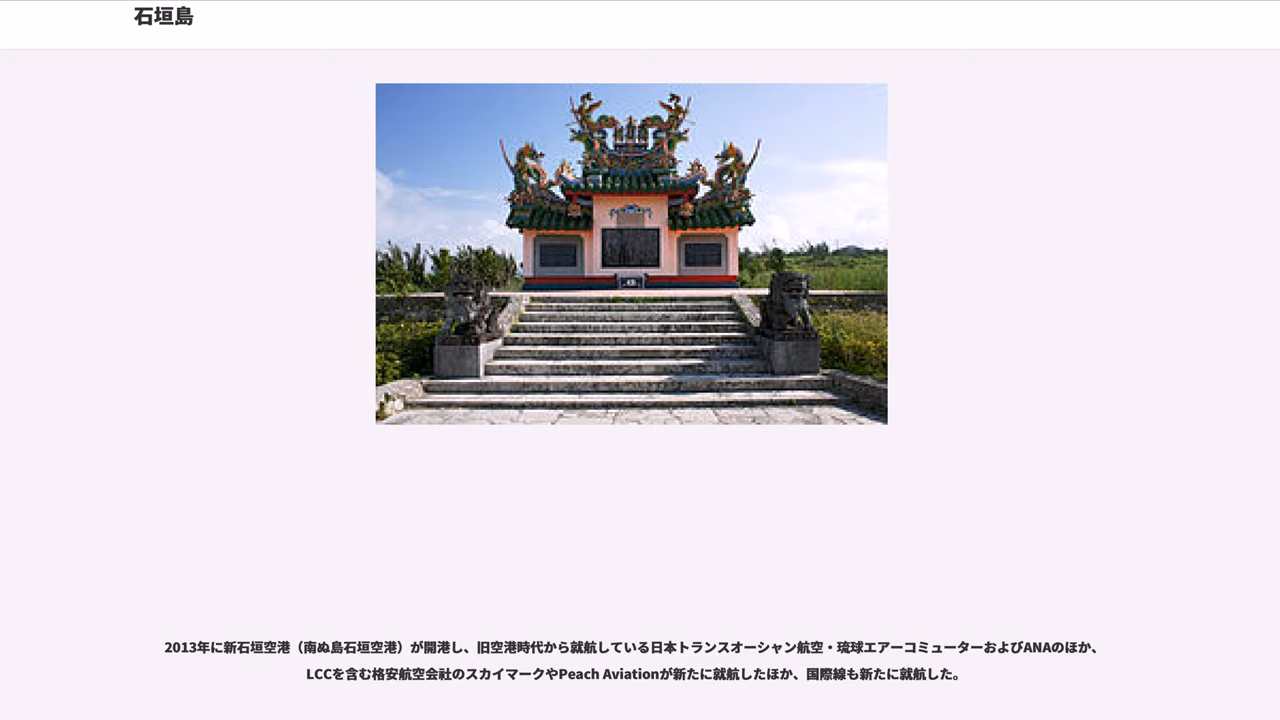 石垣島
2013年に新石垣空港（南ぬ島石垣空港）が開港し、旧空港時代から就航している日本トランスオーシャン航空・琉球エアーコミューターおよびANAのほか、
LCCを含む格安航空会社のスカイマークやPeach Aviationが新たに就航したほか、国際線も新たに就航した。